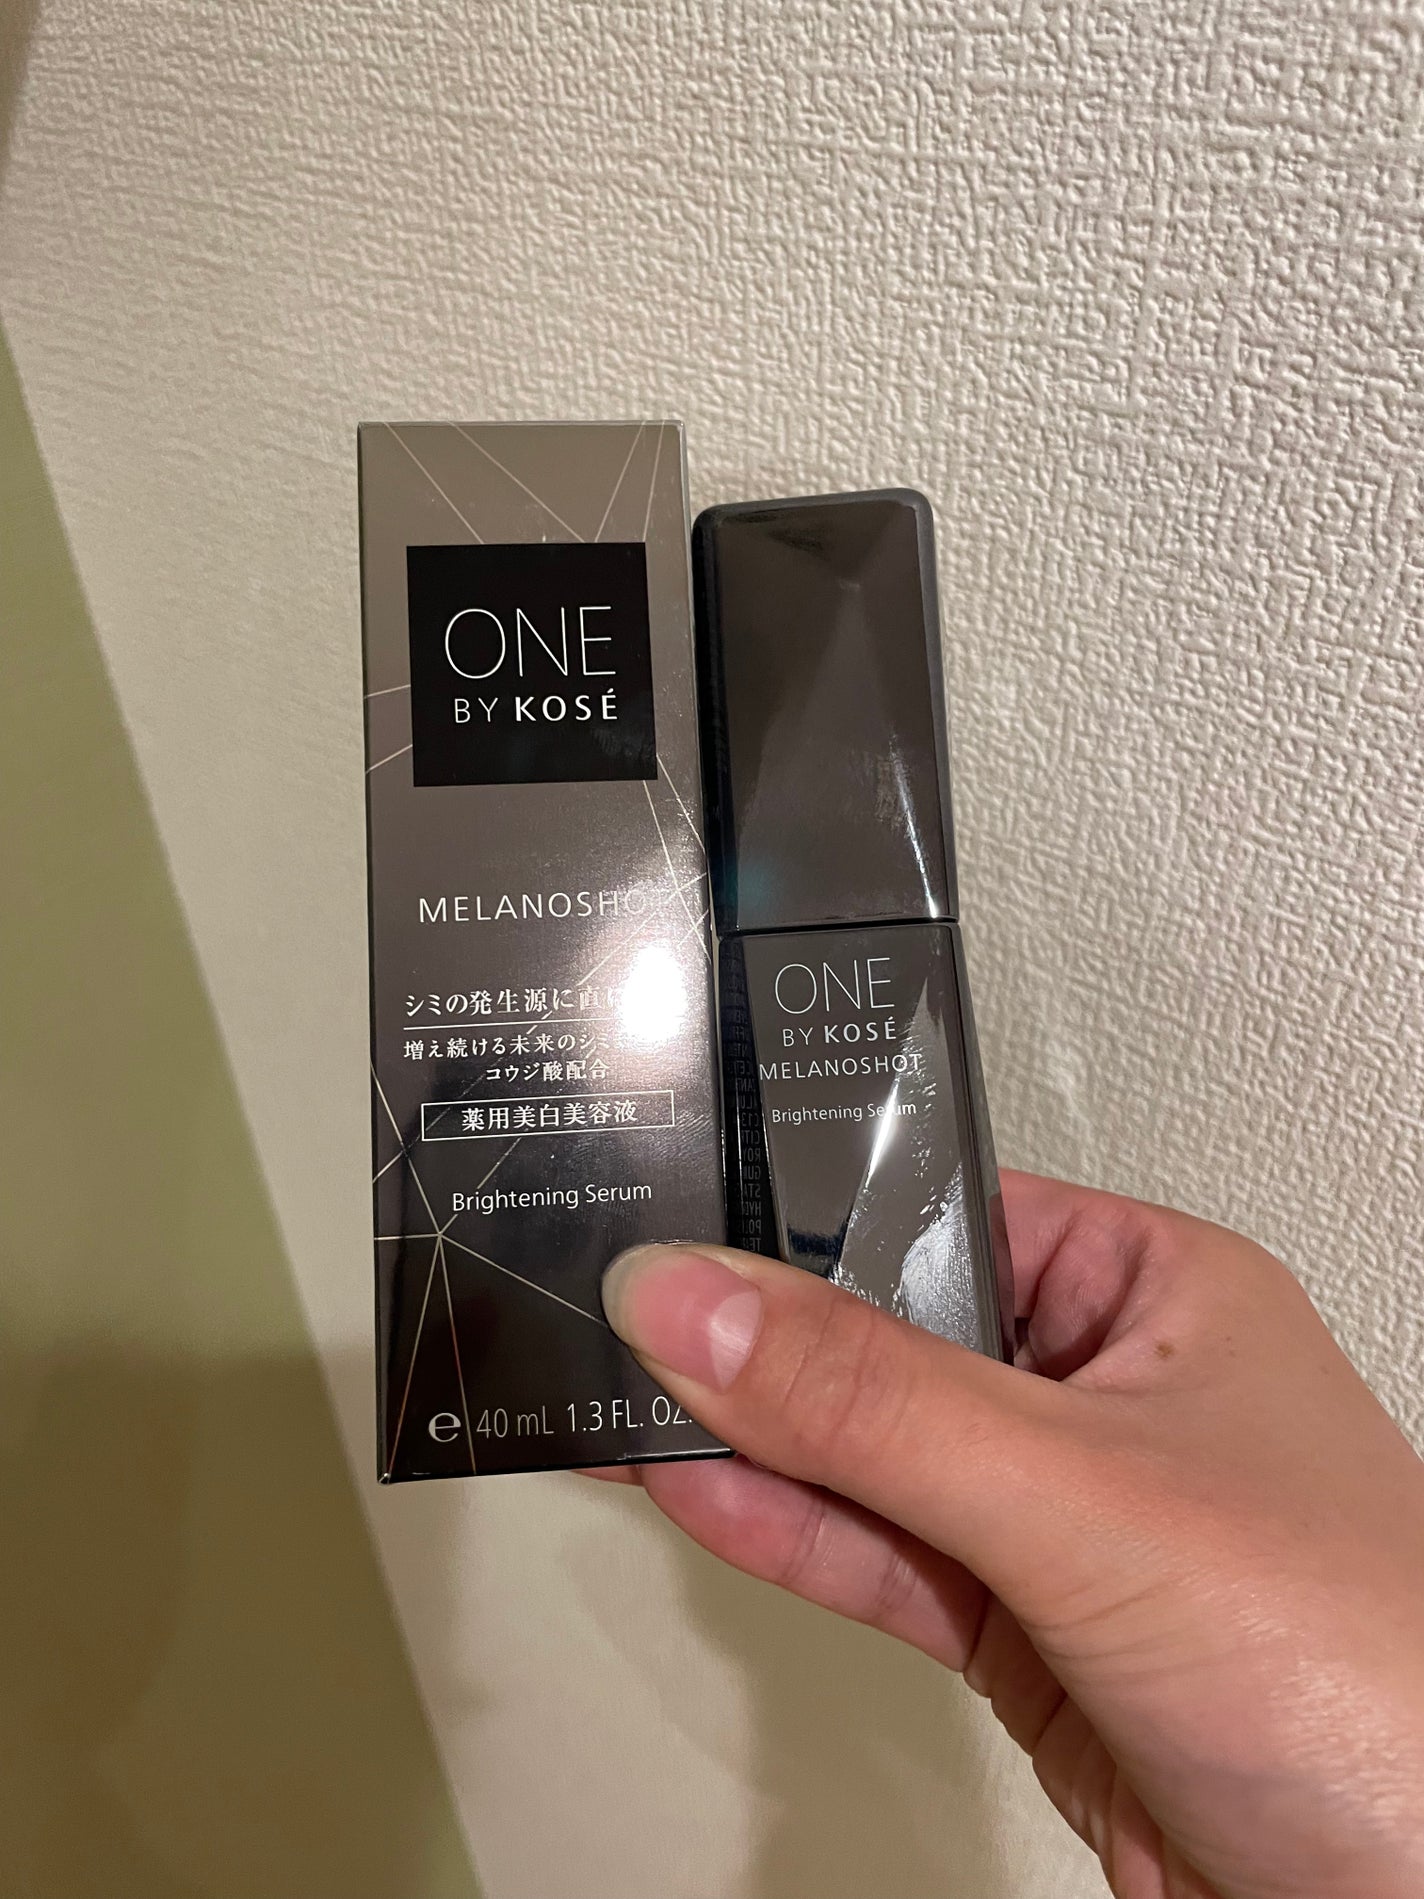 ONE
BY KOSÉ
MELANOSHOT
シミの発生源に直
増え続ける未来のシミ
コウジ酸配合
薬用美白美容液
Brightening Serum
e 40 mL 1.3 FL. OZ.
ONE
BY KOSÉ
MELANOSHOT
Brightening Serum